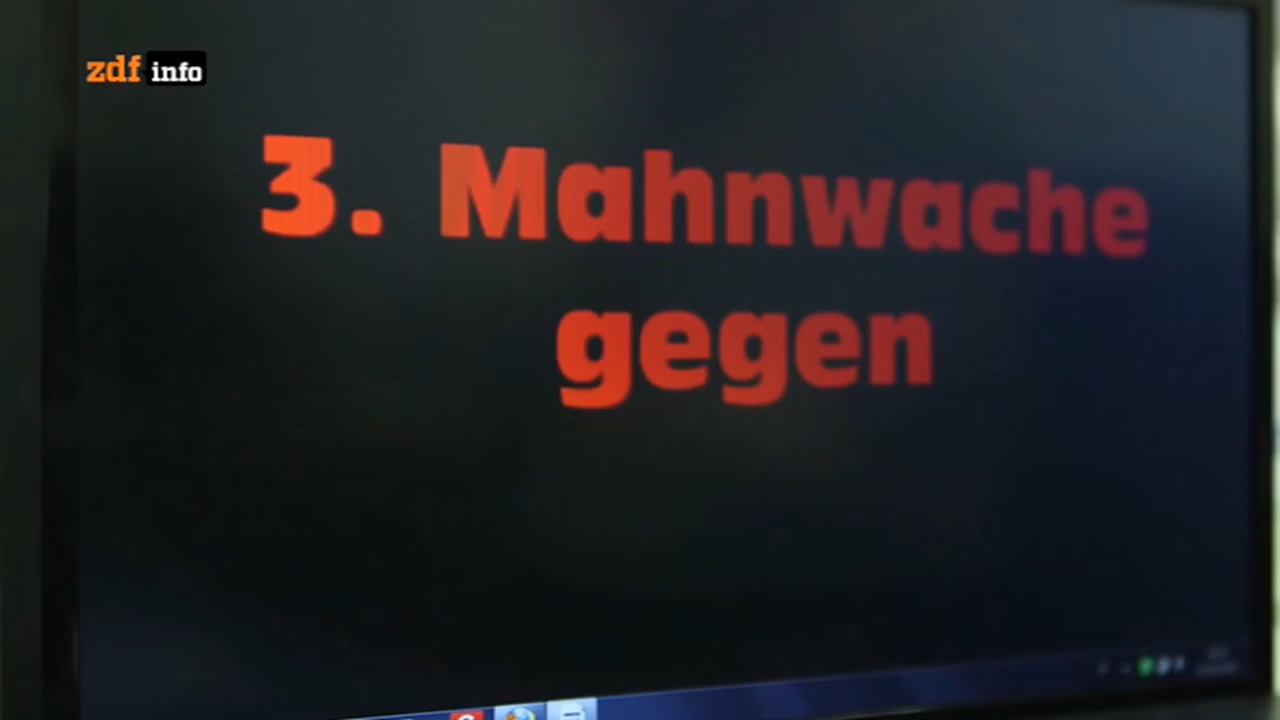 zdf info
3. Mahnwache
gegen